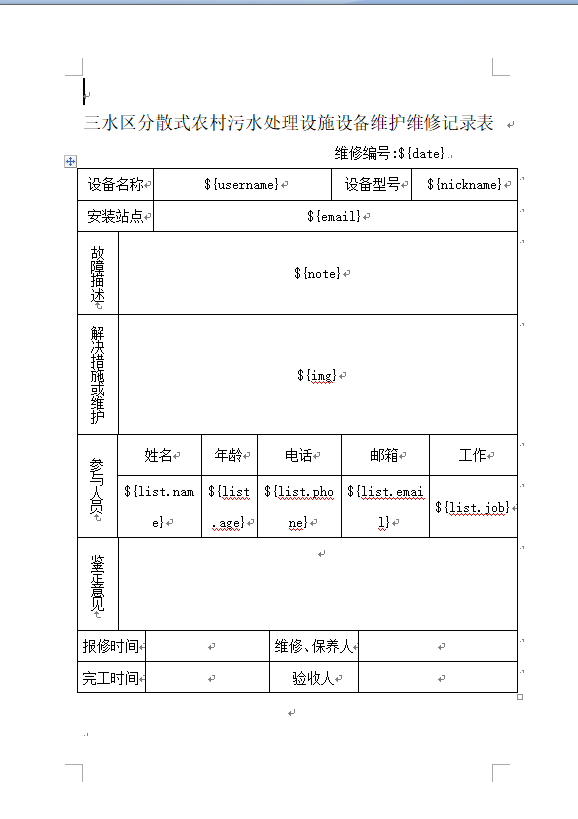 三水区分散式农村污水处理设施设备维护维修记录表
维修编号:${date}
设备名称 ${username} 设备型号 ${nickname}
安装站点 ${email}
故障描述 ${note}
解决措施或维护 ${img}
参与人员
姓名 年龄 电话 邮箱 工作
${list.nam ${list ${list.pho ${list.emai ${list.job}
e} .age} ne} l}
鉴定意见
报修时间 维修、保养人
完工时间 验收人